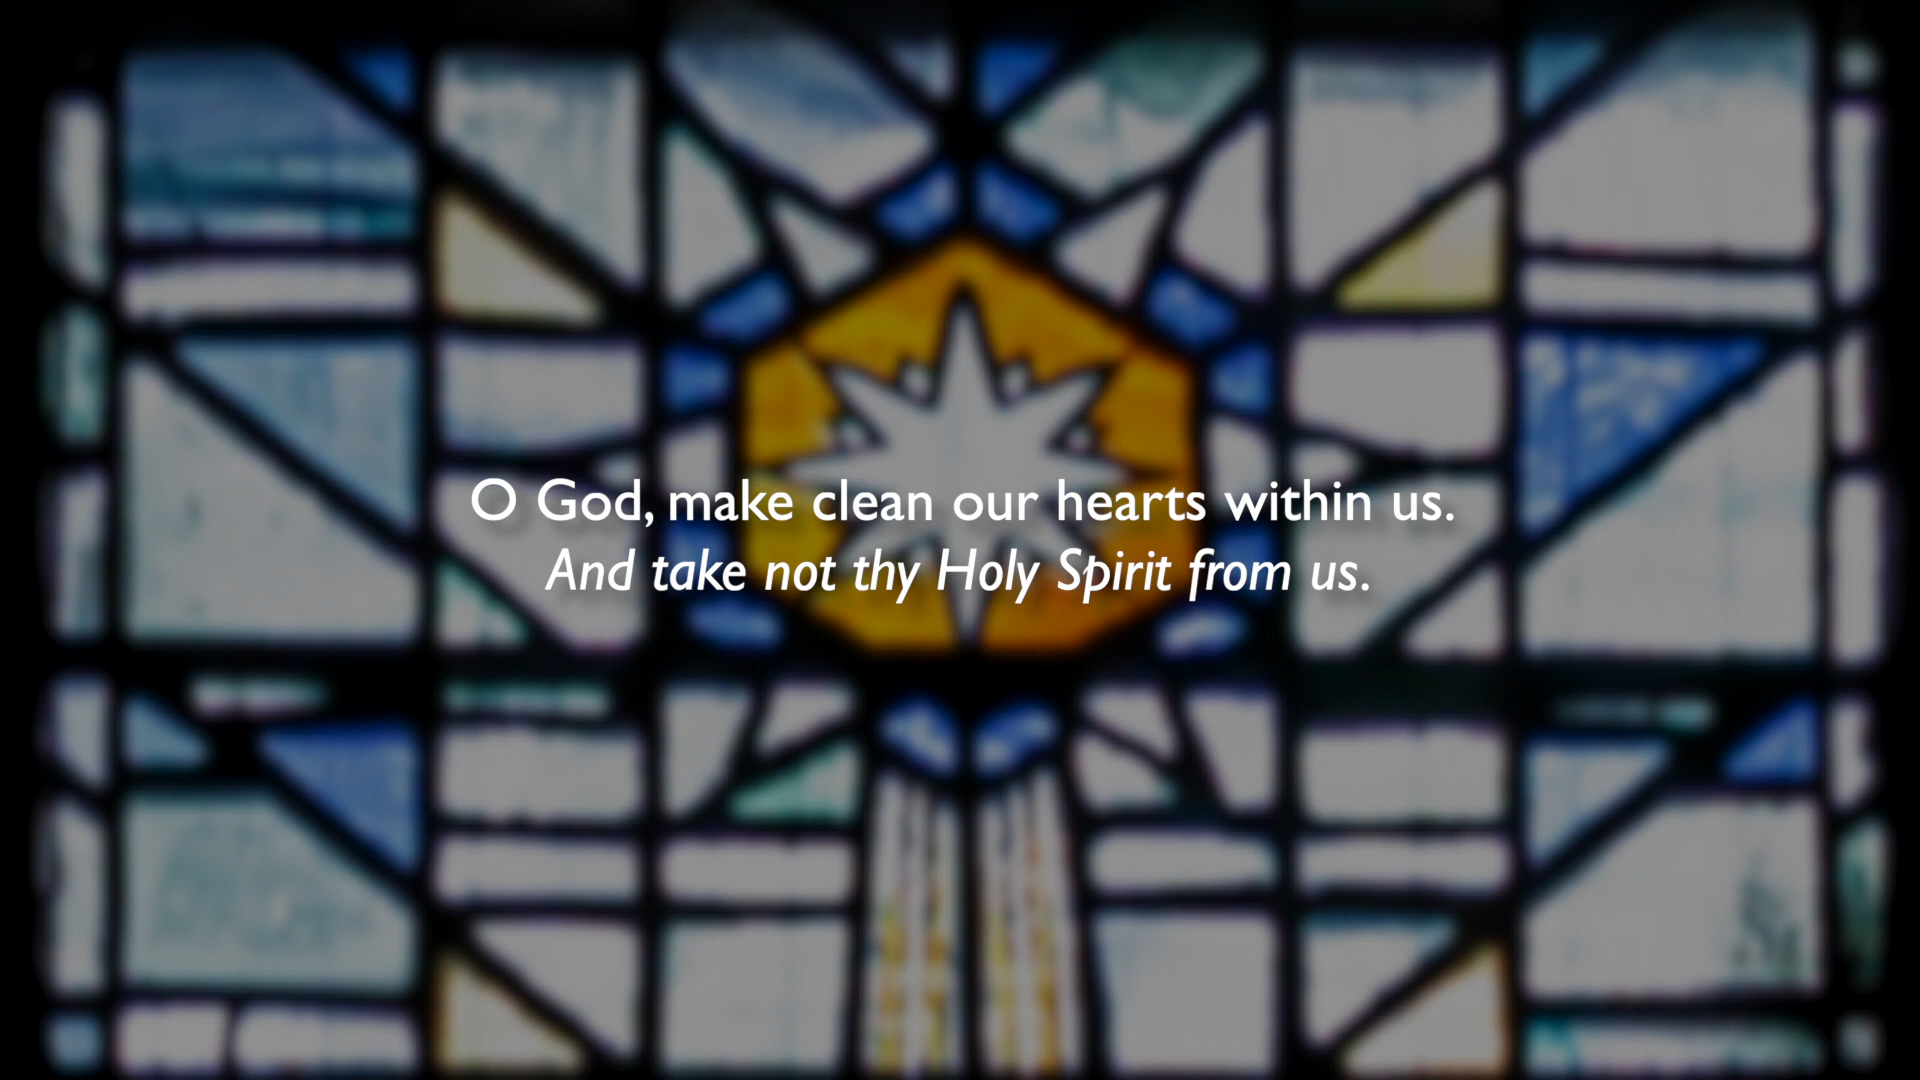 O God, make clean our hearts within us.
And take not thy Holy Spirit from us.